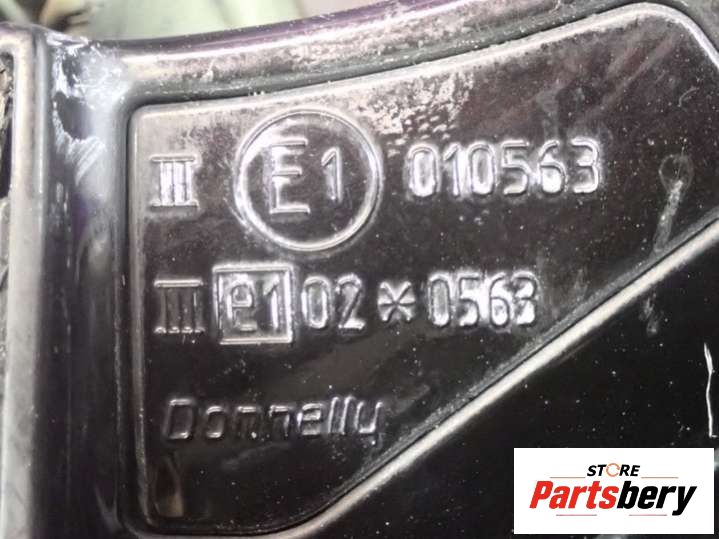 III E1 010563
III e1 02*0563
Donnelly
STORE
Partsbery